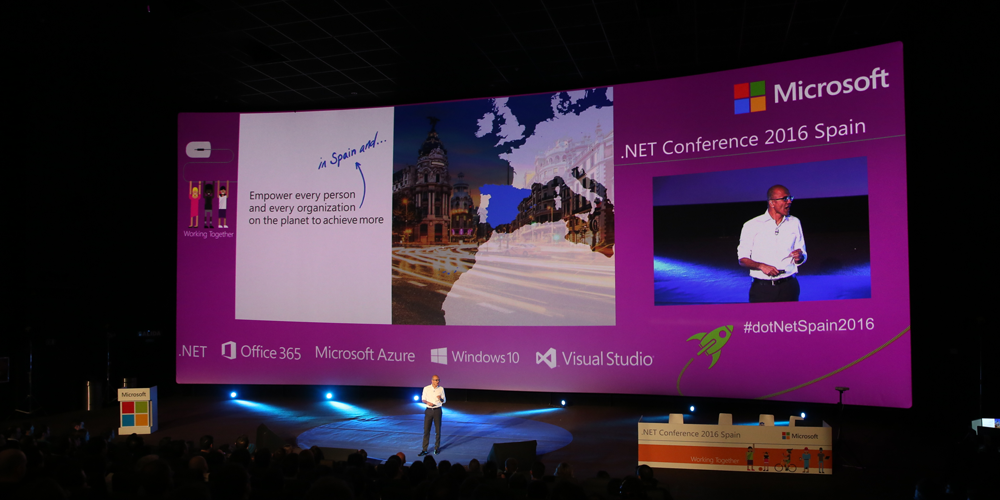 Microsoft
.NET Conference 2016 Spain
in Spain and...
Empower every person
and every organization
on the planet to achieve more
Working Together
#dotNetSpain2016
.NET
Office 365
Microsoft Azure
Windows 10
Visual Studio
Microsoft
.NET Conference 2016 Spain
Microsoft
Working Together